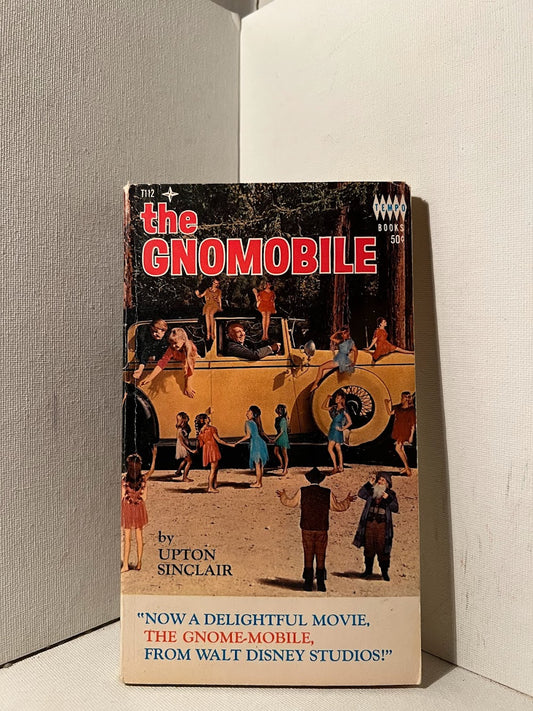 T112
TEMPO
BOOKS
50¢
the
GNOMOBILE
by
UPTON
SINCLAIR
"NOW A DELIGHTFUL MOVIE,
THE GNOME-MOBILE,
FROM WALT DISNEY STUDIOS!"